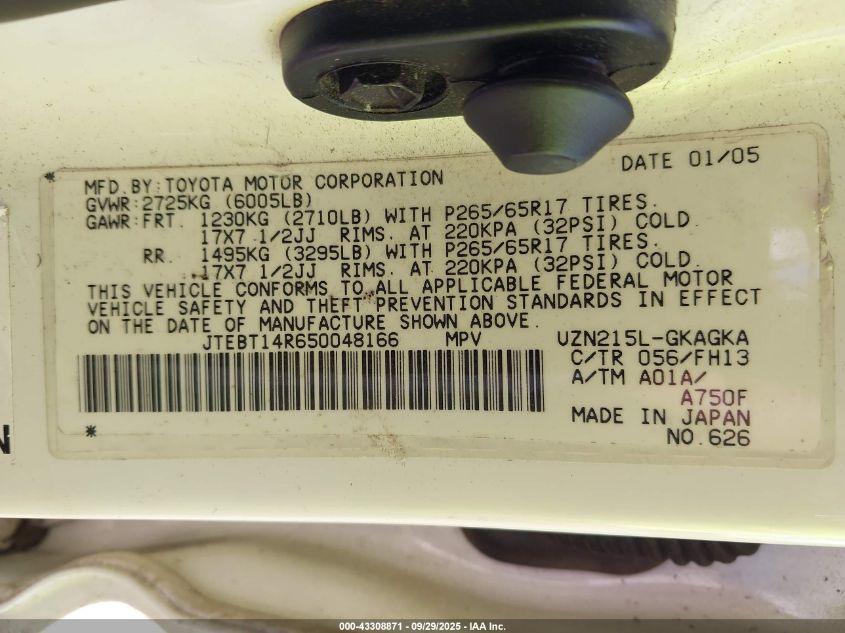 DATE 01/05
MFD.BY:TOYOTA MOTOR CORPORATION
GVWR:2725KG (6005LB)
GAWR:FRT. 1230KG (2710LB) WITH P265/65R17 TIRES.
17X7 1/2JJ RIMS. AT 220KPA (32PSI) COLD.
RR. 1495KG (3295LB) WITH P265/65R17 TIRES.
17X7 1/2JJ RIMS. AT 220KPA (32PSI) COLD.
THIS VEHICLE CONFORMS TO ALL APPLICABLE FEDERAL MOTOR
VEHICLE SAFETY AND THEFT PREVENTION STANDARDS IN EFFECT
ON THE DATE OF MANUFACTURE SHOWN ABOVE.
JTEBT14R650048166 MPV UZN215L-GKAGKA
C/TR 056/FH13
A/TM A01A/
A750F
MADE IN JAPAN
NO.626
N
000-43308871 - 09/29/2025 - IAA Inc.